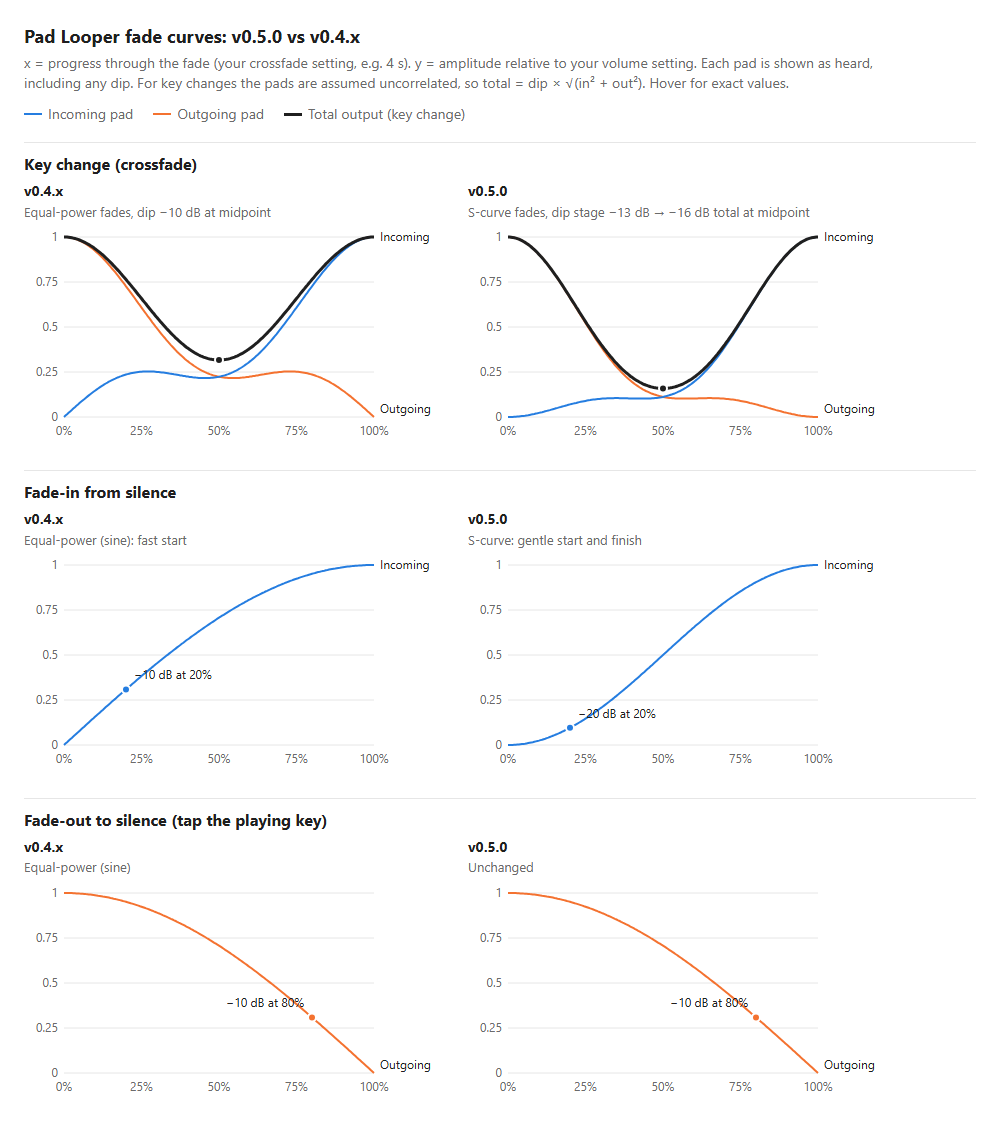 Pad Looper fade curves: v0.5.0 vs v0.4.x
x = progress through the fade (your crossfade setting, e.g. 4 s). y = amplitude relative to your volume setting. Each pad is shown as heard,
including any dip. For key changes the pads are assumed uncorrelated, so total = dip × √(in² + out²). Hover for exact values.
Incoming pad
Outgoing pad
Total output (key change)
Key change (crossfade)
v0.4.x
Equal-power fades, dip −10 dB at midpoint
1
0.75
0.5
0.25
0
0%
25%
50%
75%
100%
Incoming
Outgoing
v0.5.0
S-curve fades, dip stage −13 dB → −16 dB total at midpoint
1
0.75
0.5
0.25
0
0%
25%
50%
75%
100%
Incoming
Outgoing
Fade-in from silence
v0.4.x
Equal-power (sine): fast start
1
0.75
0.5
0.25
0
0%
25%
50%
75%
100%
Incoming
−10 dB at 20%
v0.5.0
S-curve: gentle start and finish
1
0.75
0.5
0.25
0
0%
25%
50%
75%
100%
Incoming
−20 dB at 20%
Fade-out to silence (tap the playing key)
v0.4.x
Equal-power (sine)
1
0.75
0.5
0.25
0
0%
25%
50%
75%
100%
−10 dB at 80%
Outgoing
v0.5.0
Unchanged
1
0.75
0.5
0.25
0
0%
25%
50%
75%
100%
−10 dB at 80%
Outgoing